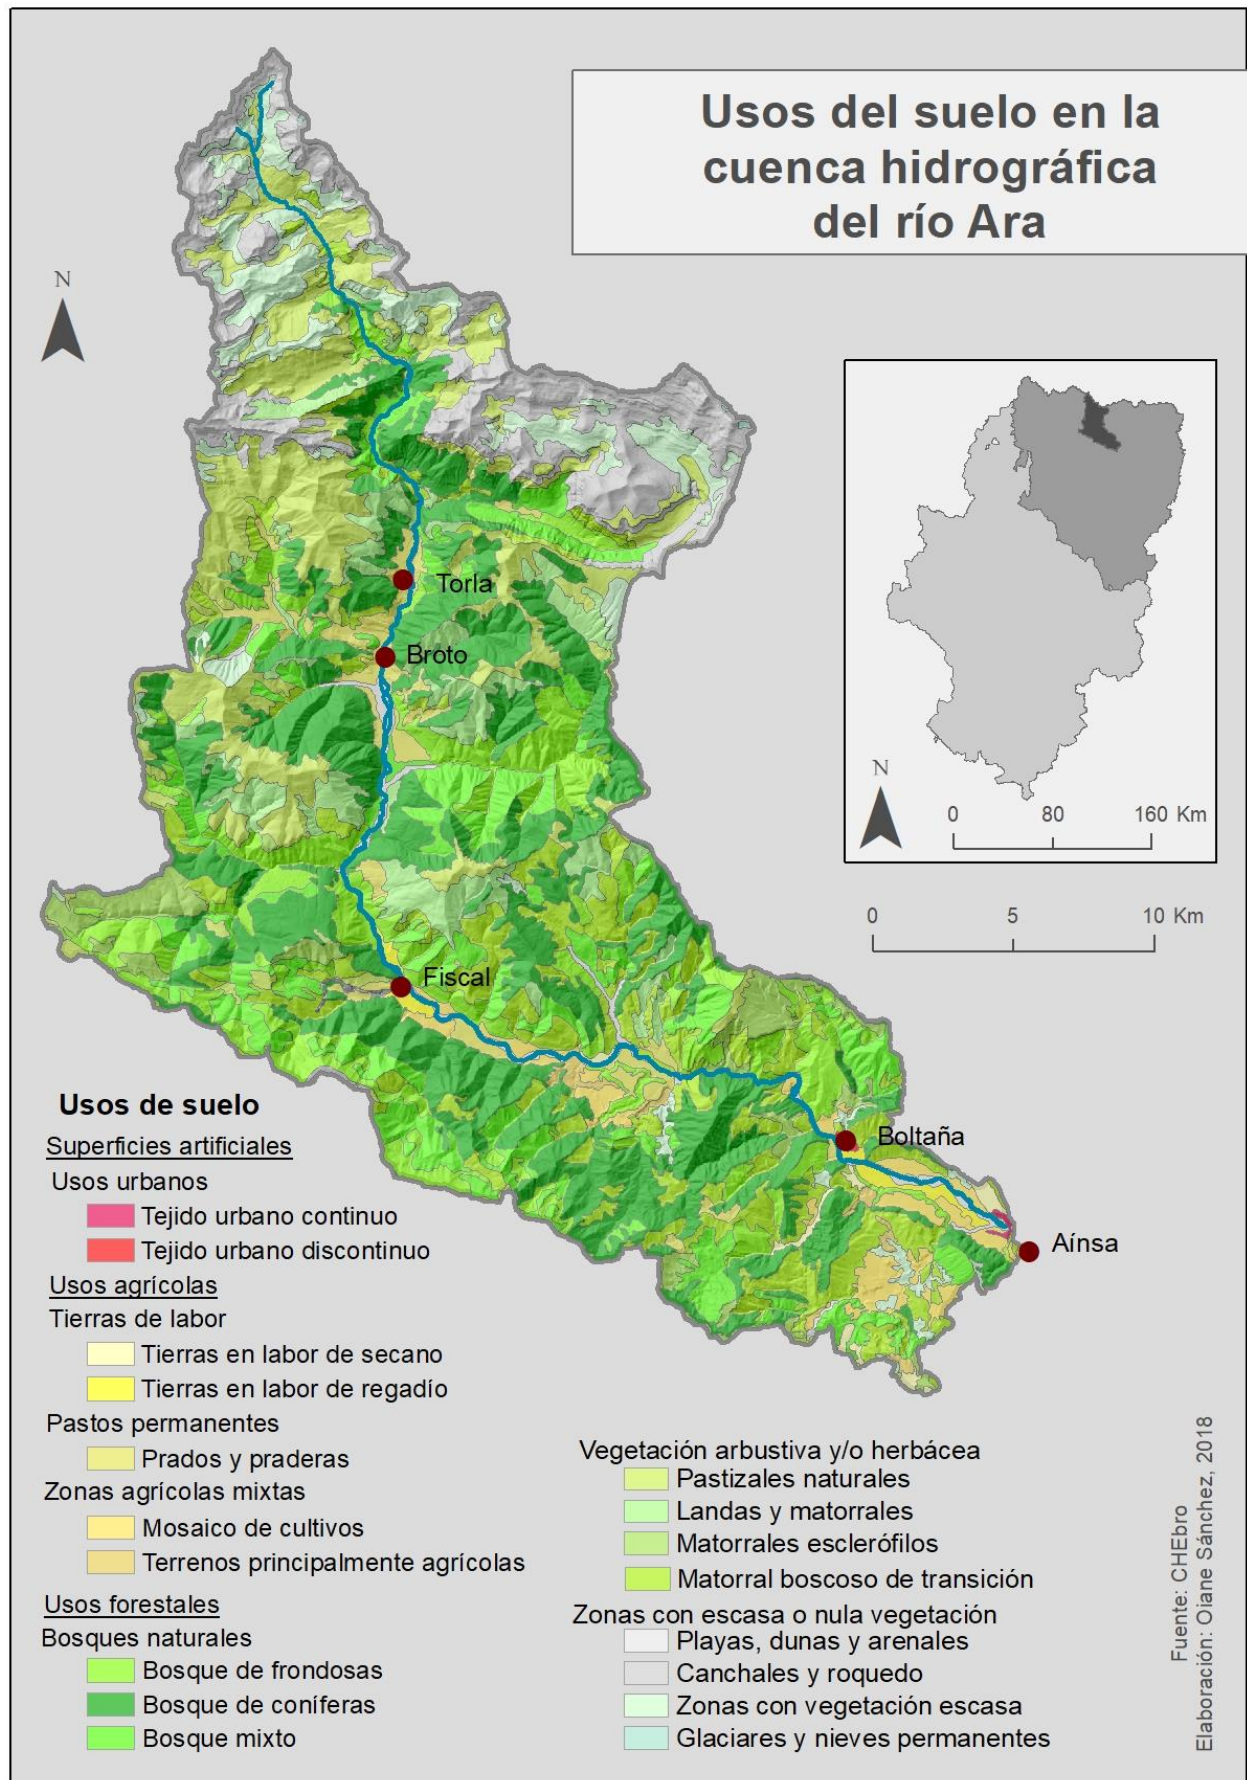 Usos del suelo en la
cuenca hidrográfica
del río Ara
N
N
0 80 160 Km
0 5 10 Km
Torla
Broto
Fiscal
Boltaña
Aínsa
Usos de suelo
Superficies artificiales
Usos urbanos
Tejido urbano continuo
Tejido urbano discontinuo
Usos agrícolas
Tierras de labor
Tierras en labor de secano
Tierras en labor de regadío
Pastos permanentes
Prados y praderas
Zonas agrícolas mixtas
Mosaico de cultivos
Terrenos principalmente agrícolas
Usos forestales
Bosques naturales
Bosque de frondosas
Bosque de coníferas
Bosque mixto
Vegetación arbustiva y/o herbácea
Pastizales naturales
Landas y matorrales
Matorrales esclerófilos
Matorral boscoso de transición
Zonas con escasa o nula vegetación
Playas, dunas y arenales
Canchales y roquedo
Zonas con vegetación escasa
Glaciares y nieves permanentes
Fuente: CHEbro
Elaboración: Oiane Sánchez, 2018